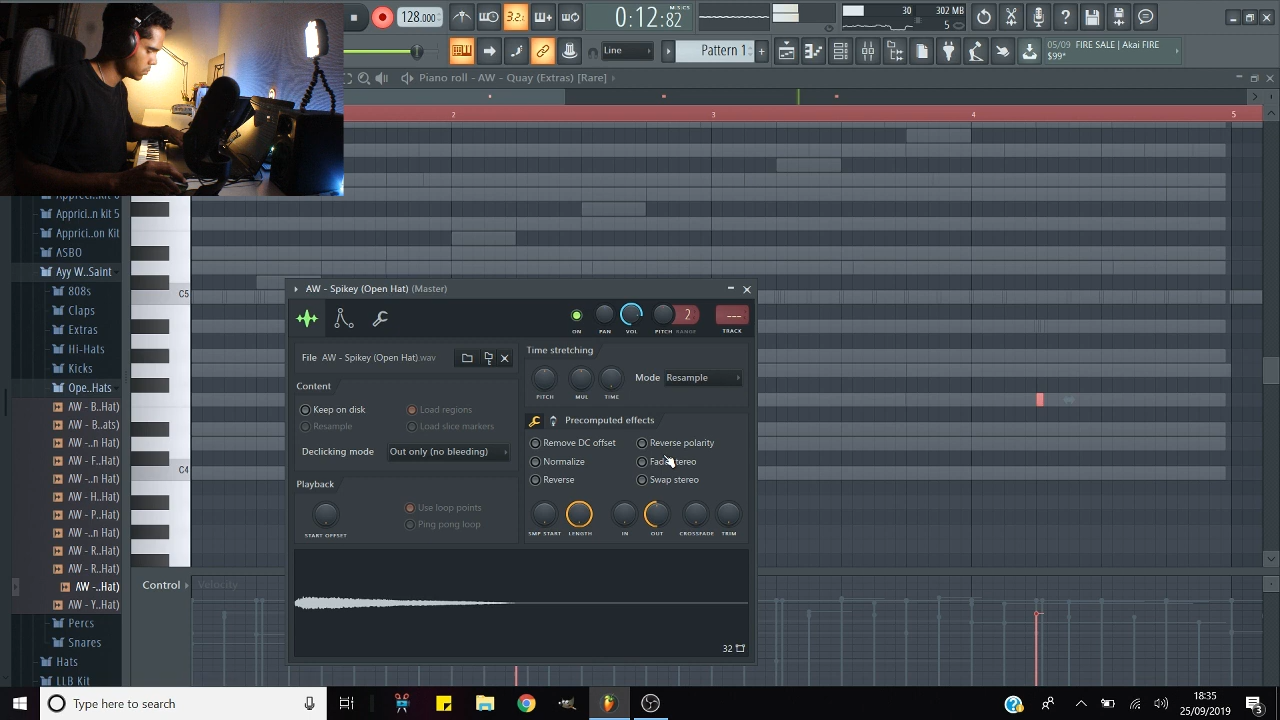 128.000
3.2.
0:12:82
M:S:CS
30
302 MB
5
Line
Pattern 1
05/09 FIRE SALE | Akai FIRE
$99*
Piano roll - AW - Quay (Extras) [Rare]
2
3
4
5
Appri..n kit 5
Appri..on Kit
ASBO
Ayy W..Saint
808s
Claps
Extras
Hi-Hats
Kicks
Ope..Hats
AW - B..Hat)
AW - B..ats)
AW -..n Hat)
AW - F..Hat)
AW -..n Hat)
AW - H..Hat)
AW - P..Hat)
AW -..n Hat)
AW - R..Hat)
AW - R..Hat)
AW -..Hat)
AW - Y..Hat)
Percs
Snares
Hats
LLB Kit
C5
C4
AW - Spikey (Open Hat) (Master)
ON
PAN
VOL
PITCH
RANGE
2
---
TRACK
File AW - Spikey (Open Hat).wav
Content
Keep on disk
Load regions
Resample
Load slice markers
Declicking mode
Out only (no bleeding)
Playback
START OFFSET
Use loop points
Ping pong loop
Time stretching
PITCH
MUL
TIME
Mode
Resample
Precomputed effects
Remove DC offset
Reverse polarity
Normalize
Reverse
Swap stereo
SMP START
LENGTH
IN
OUT
CROSSFADE
TRIM
32
Control
Velocity
Type here to search
18:35
25/09/2019
3